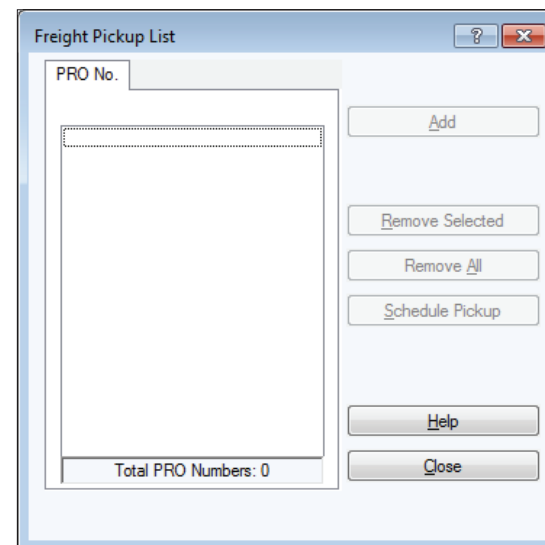 Freight Pickup List
PRO No.
Add
Remove Selected
Remove All
Schedule Pickup
Help
Total PRO Numbers: 0
Close